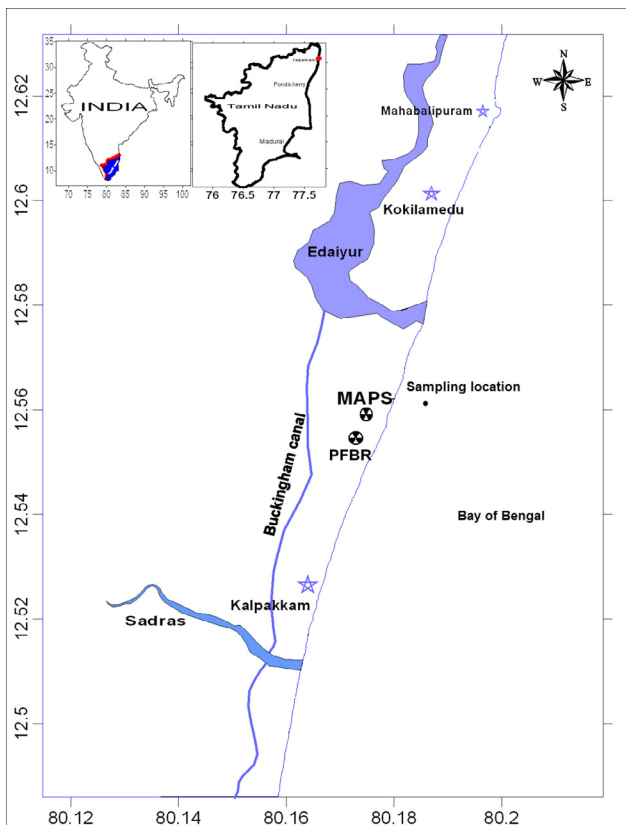 35
30
25
20
15
10
INDIA
70 75 80 85 90 95 100
Kalpakkam
Pondicherry
Tamil Nadu
Madurai
76 76.5 77 77.5
N
W E
S
12.62
12.6
12.58
12.56
12.54
12.52
12.5
Mahabalipuram
Kokilamedu
Edaiyur
Sampling location
MAPS
PFBR
Buckingham canal
Bay of Bengal
Kalpakkam
Sadras
80.12 80.14 80.16 80.18 80.2